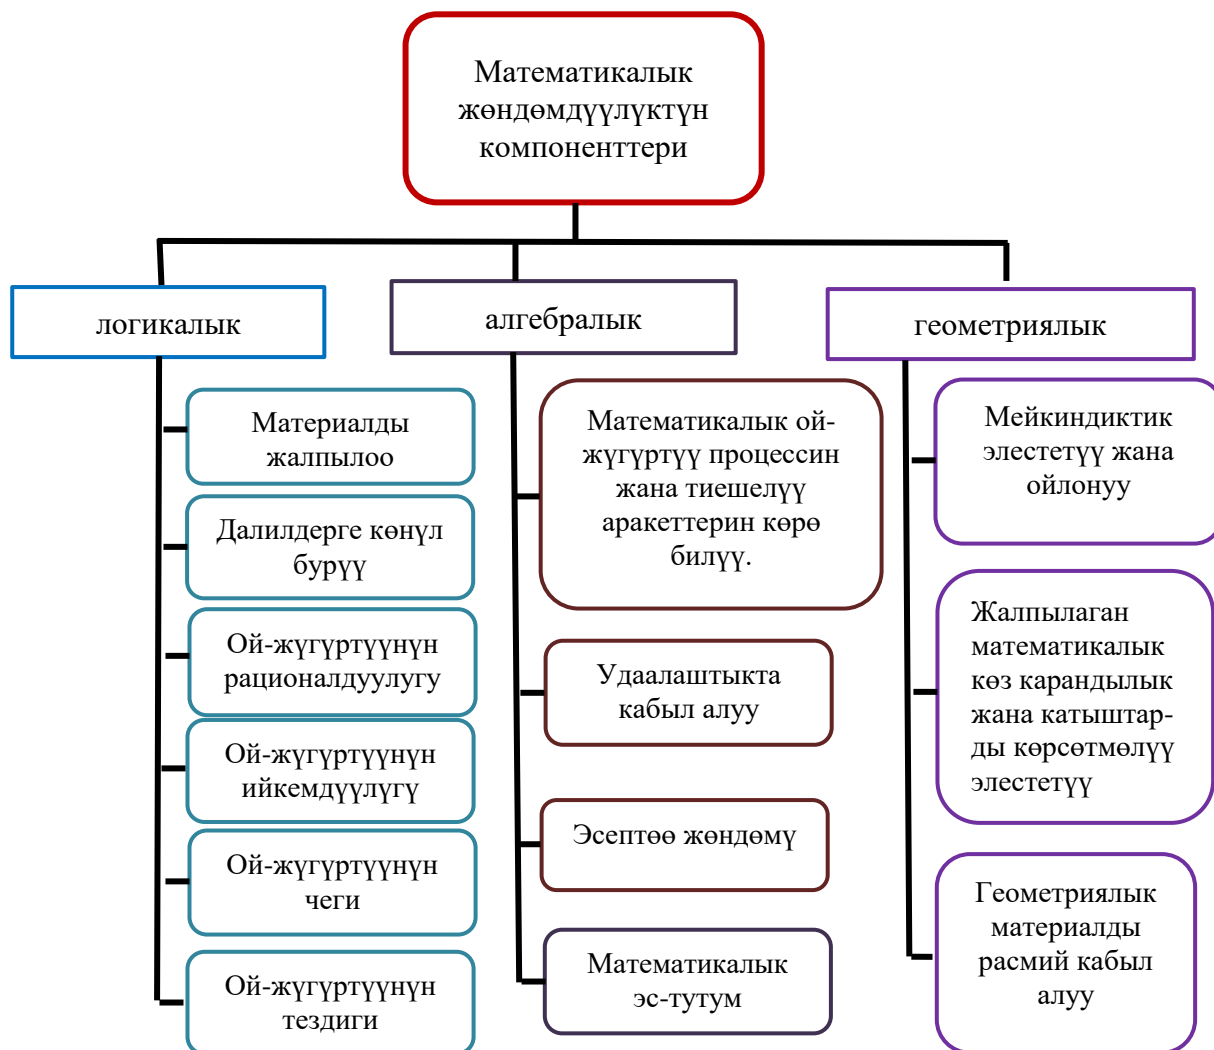 Математикалык
жөндөмдүүлүктүн
компоненттери
логикалык
алгебралык
геометриялык
Материалды
жалпылоо
Далилдерге көнүл
бурүү
Ой-жүгүртүүнүн
рационалдуулугу
Ой-жүгүртүүнүн
ийкемдүүлүгү
Ой-жүгүртүүнүн
чеги
Ой-жүгүртүүнүн
тездиги
Математикалык ой-
жүгүртүү процессин
жана тиешелүү
аракеттерин көрө
билүү.
Удаалаштыкта
кабыл алуу
Эсептөө жөндөмү
Математикалык
эс-тутум
Мейкиндиктик
элестетүү жана
ойлонуу
Жалпылаган
математикалык
көз карандылык
жана катыштар-
ды көрсөтмөлүү
элестетүү
Геометриялык
материалды
расмий кабыл
алуу